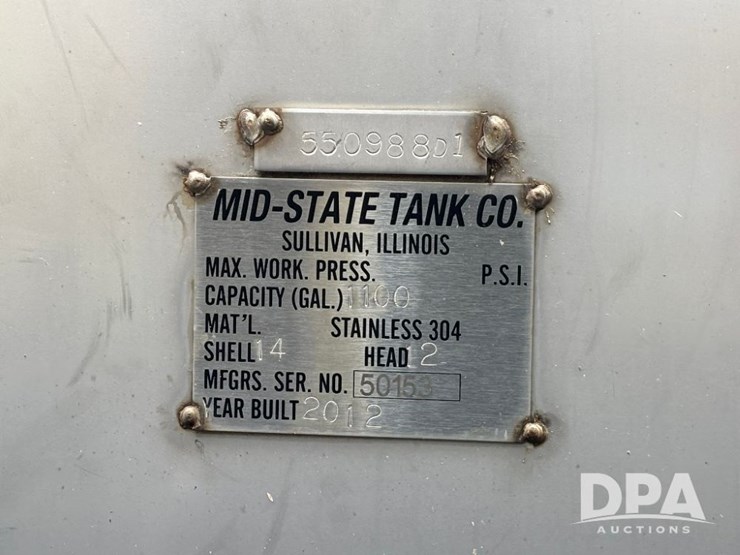 550988D1
MID-STATE TANK CO.
SULLIVAN, ILLINOIS
MAX. WORK. PRESS. P.S.I.
CAPACITY (GAL.) 1100
MAT'L. STAINLESS 304
SHELL 14 HEAD 12
MFGRS. SER. NO. 50153
YEAR BUILT 2012
DPA
AUCTIONS